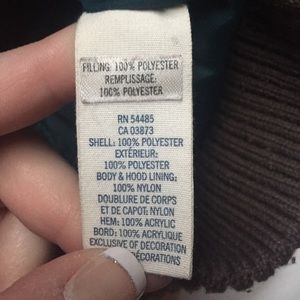 FILLING: 100% POLYESTER
REMPLISSAGE:
100% POLYESTER
RN 54485
CA 03873
SHELL: 100% POLYESTER
EXTÉRIEUR:
100% POLYESTER
BODY & HOOD LINING:
100% NYLON
DOUBLURE DE CORPS
ET DE CAPOT: NYLON
HEM: 100% ACRYLIC
BORD: 100% ACRYLIQUE
EXCLUSIVE OF DECORATION
DÉCORATIONS